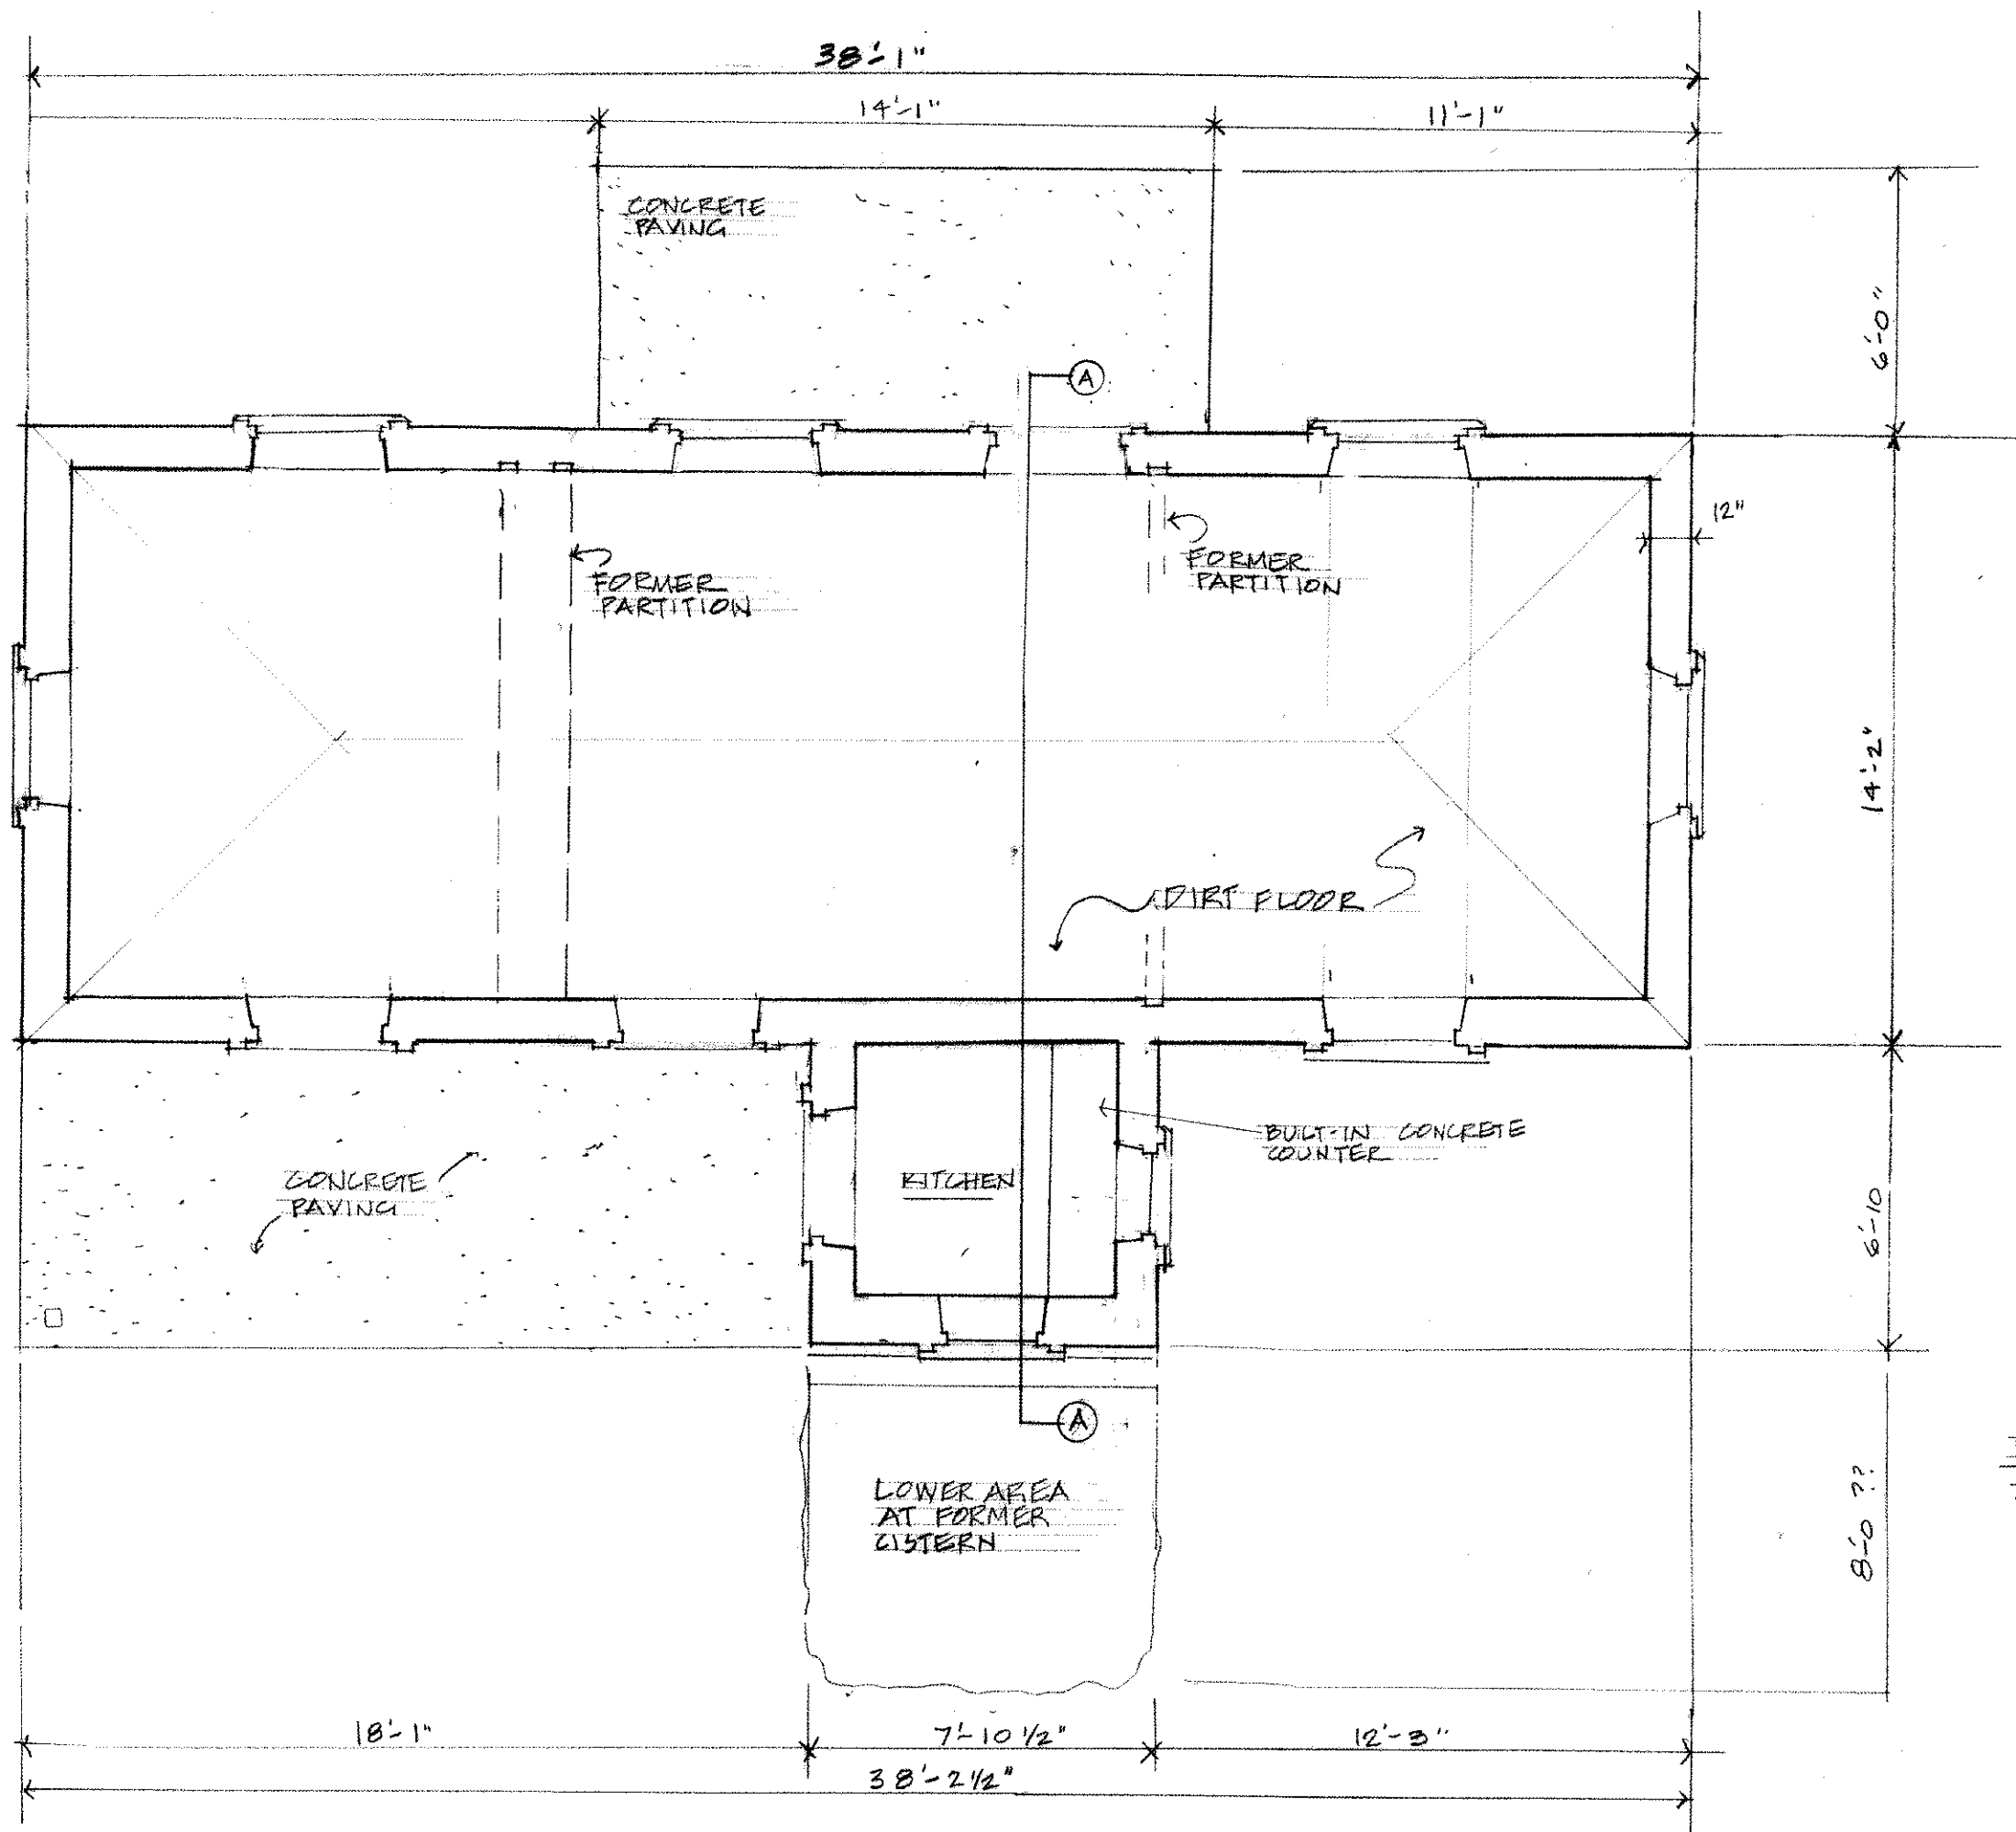 38'-1"
14'-1"
11'-1"
CONCRETE
PAVING
6'-0"
A
12"
FORMER
PARTITION
FORMER
PARTITION
14'-2"
DIRT FLOOR
BUILT-IN CONCRETE
COUNTER
CONCRETE
PAVING
KITCHEN
6'-10
A
LOWER AREA
AT FORMER
CISTERN
8'-0 ??
18'-1"
7'-10 1/2"
12'-3"
38'-2 1/2"